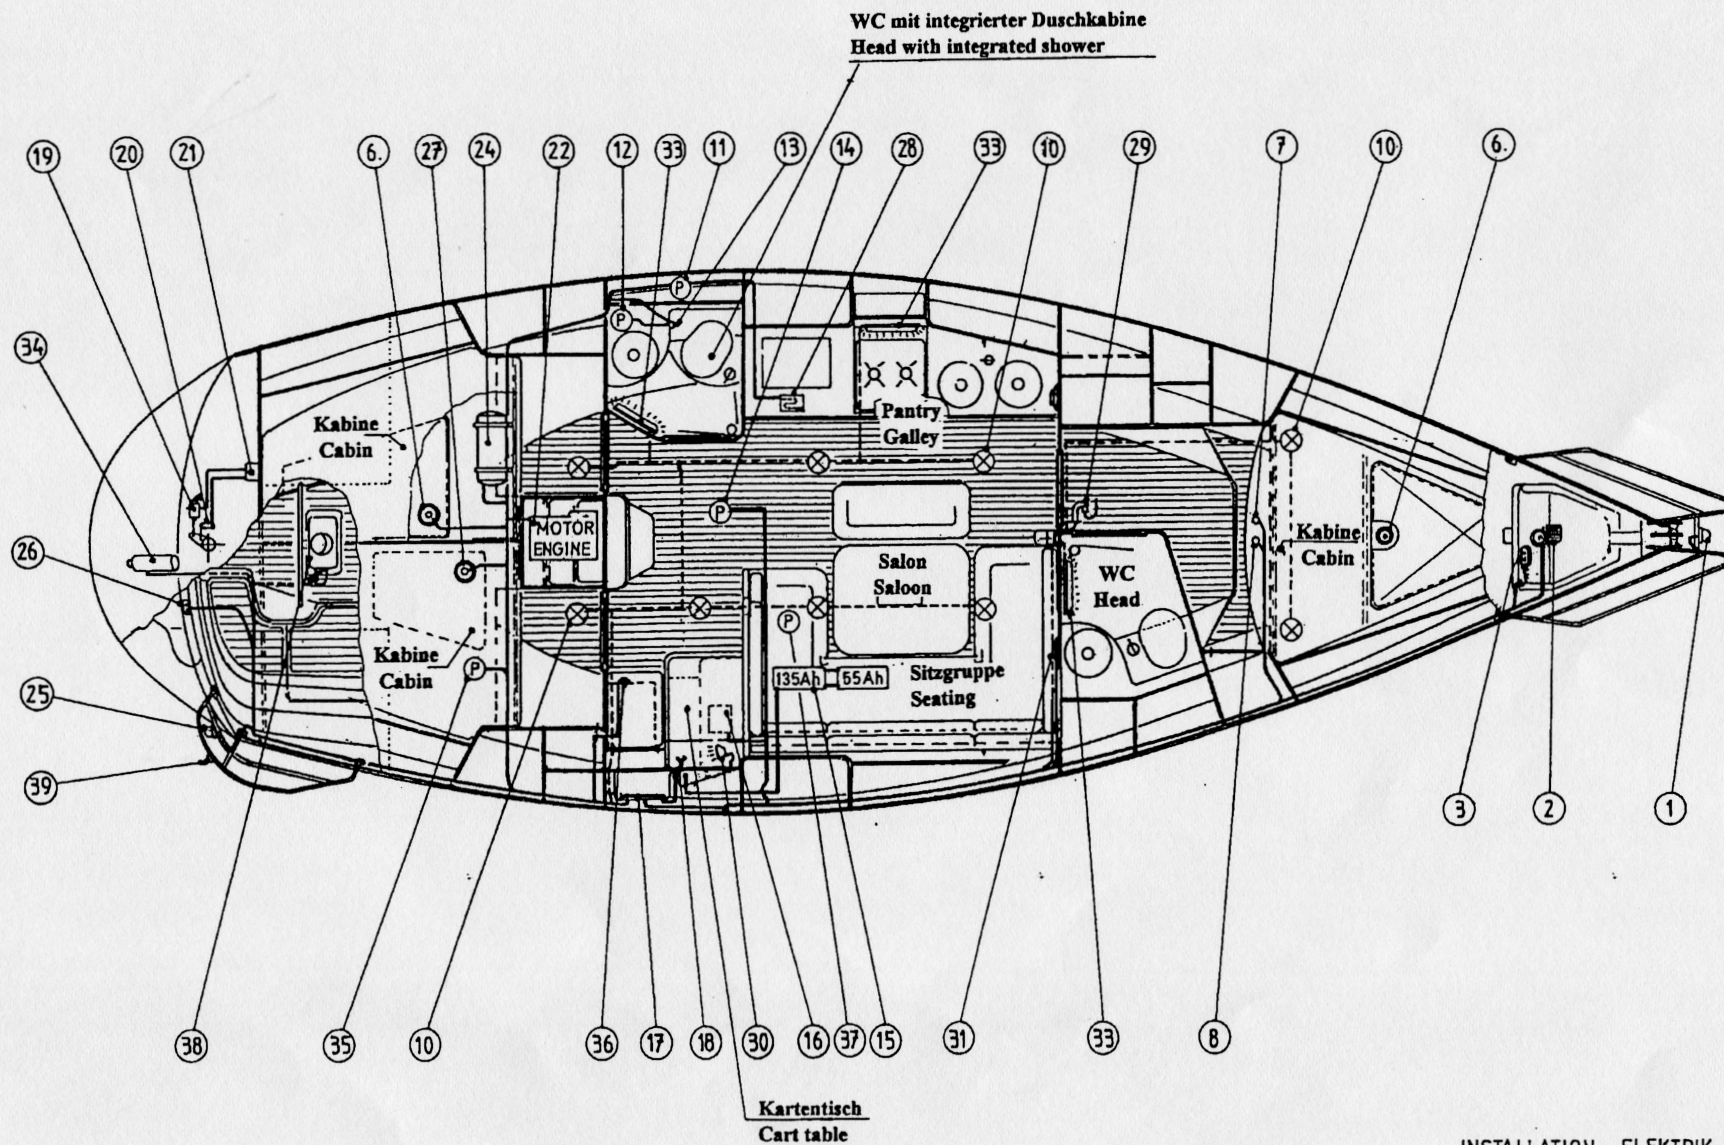 WC mit integrierter Duschkabine
Head with integrated shower
19
20
21
6.
27
24
22
12
33
11
13
14
28
33
10
29
7
10
6.
P
P
34
Kabine
Cabin
Pantry
Galley
P
MOTOR
ENGINE
Kabine
Cabin
26
Salon
Saloon
WC
Head
P
Kabine
Cabin
P
135Ah
55Ah
Sitzgruppe
Seating
25
39
3
2
1
38
35
10
36
17
18
30
16
37
15
31
33
8
Kartentisch
Cart table
INSTALLATION ELEKTRIK